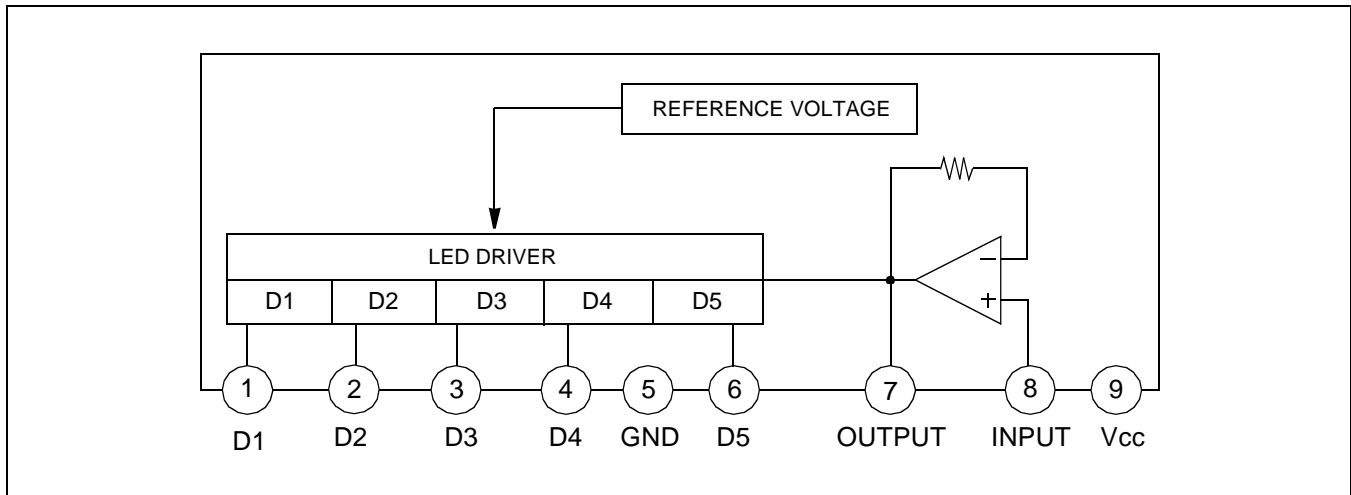 REFERENCE VOLTAGE
LED DRIVER
D1 D2 D3 D4 D5
− +
1 2 3 4 5 6 7 8 9
D1 D2 D3 D4 GND D5 OUTPUT INPUT Vcc